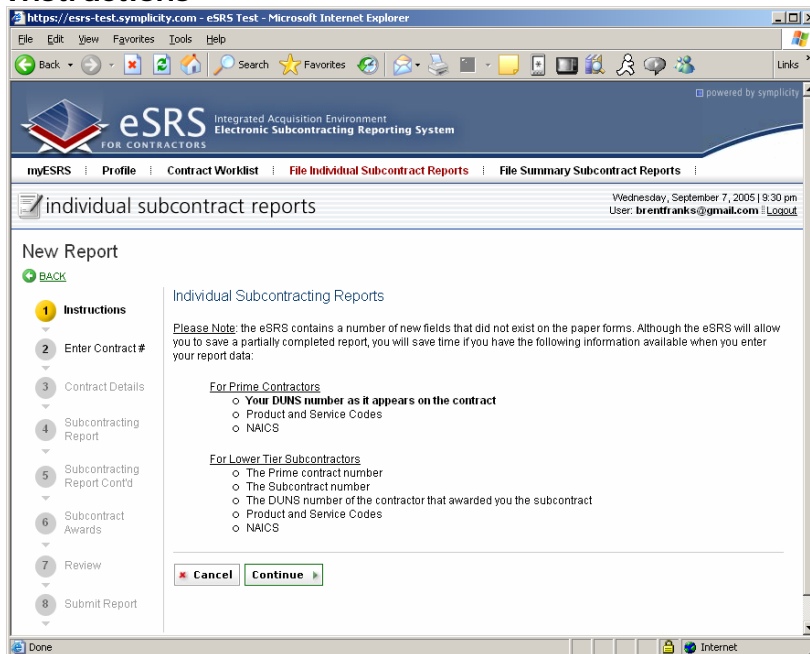 Instructions
https://esrs-test.symplicity.com - eSRS Test - Microsoft Internet Explorer
File Edit View Favorites Tools Help
Back Search Favorites Links
powered by symplicity
eSRS Integrated Acquisition Environment
Electronic Subcontracting Reporting System
FOR CONTRACTORS
myESRS Profile Contract Worklist File Individual Subcontract Reports File Summary Subcontract Reports
individual subcontract reports
Wednesday, September 7, 2005 | 9:30 pm
User: brentfranks@gmail.com Logout
New Report
BACK
1 Instructions
2 Enter Contract #
3 Contract Details
4 Subcontracting Report
5 Subcontracting Report Cont'd
6 Subcontract Awards
7 Review
8 Submit Report
Individual Subcontracting Reports
Please Note: the eSRS contains a number of new fields that did not exist on the paper forms. Although the eSRS will allow
you to save a partially completed report, you will save time if you have the following information available when you enter
your report data:
For Prime Contractors
o Your DUNS number as it appears on the contract
o Product and Service Codes
o NAICS
For Lower Tier Subcontractors
o The Prime contract number
o The Subcontract number
o The DUNS number of the contractor that awarded you the subcontract
o Product and Service Codes
o NAICS
Cancel Continue
Done Internet